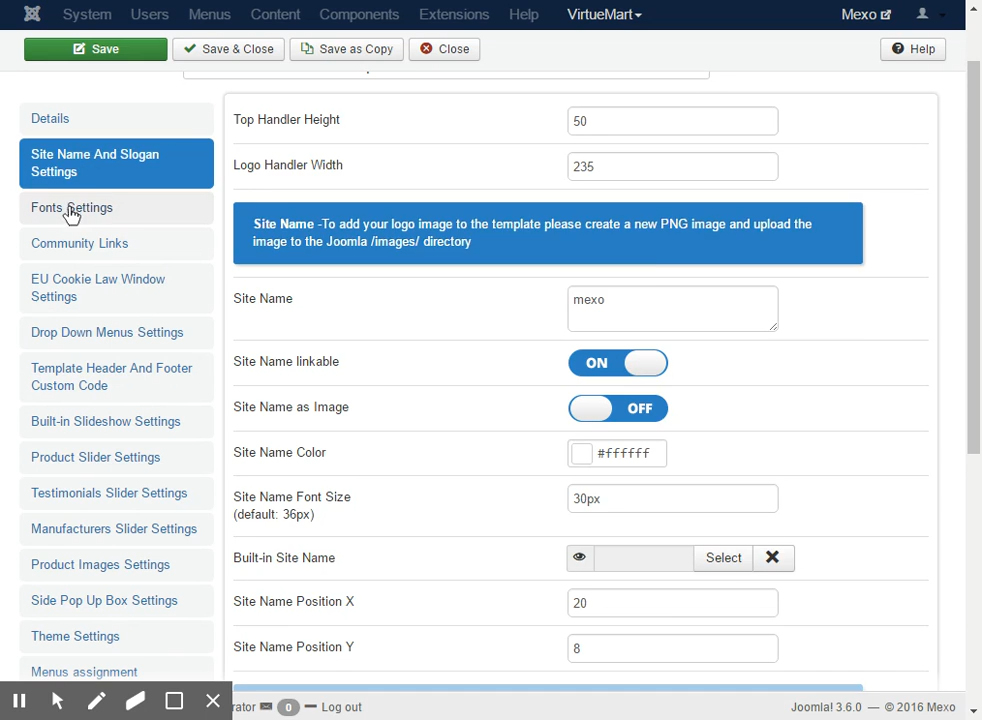 System Users Menus Content Components Extensions Help VirtueMart Mexo
Save Save & Close Save as Copy Close Help
Details
Site Name And Slogan
Settings
Fonts Settings
Community Links
EU Cookie Law Window
Settings
Drop Down Menus Settings
Template Header And Footer
Custom Code
Built-in Slideshow Settings
Product Slider Settings
Testimonials Slider Settings
Manufacturers Slider Settings
Product Images Settings
Side Pop Up Box Settings
Theme Settings
Menus assignment
Top Handler Height 50
Logo Handler Width 235
Site Name -To add your logo image to the template please create a new PNG image and upload the
image to the Joomla /images/ directory
Site Name mexo
Site Name linkable ON
Site Name as Image OFF
Site Name Color #ffffff
Site Name Font Size
(default: 36px) 30px
Built-in Site Name Select
Site Name Position X 20
Site Name Position Y 8
rator 0 Log out Joomla! 3.6.0 — © 2016 Mexo